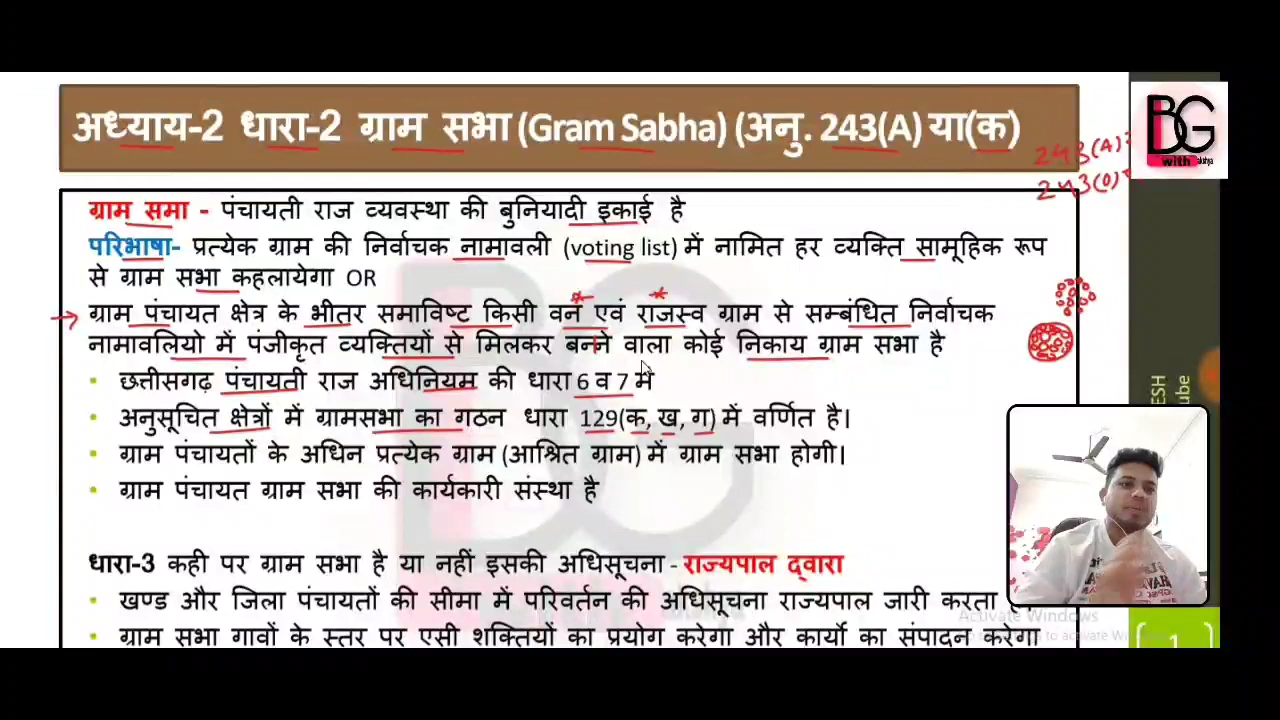 अध्याय-2 धारा-2 ग्राम सभा (Gram Sabha) (अनु. 243(A) या(क)
243(A)
243(O)
BG
with
ग्राम समा - पंचायती राज व्यवस्था की बुनियादी इकाई है
परिभाषा- प्रत्येक ग्राम की निर्वाचक नामावली (voting list) में नामित हर व्यक्ति सामूहिक रूप
से ग्राम सभा कहलायेगा OR
ग्राम पंचायत क्षेत्र के भीतर समाविष्ट किसी वन एवं राजस्व ग्राम से सम्बंधित निर्वाचक
नामावलियो में पंजीकृत व्यक्तियों से मिलकर बनने वाला कोई निकाय ग्राम सभा है
• छत्तीसगढ़ पंचायती राज अधिनियम की धारा 6 व 7 में
• अनुसूचित क्षेत्रों में ग्रामसभा का गठन धारा 129(क, ख, ग) में वर्णित है।
• ग्राम पंचायतों के अधिन प्रत्येक ग्राम (आश्रित ग्राम) में ग्राम सभा होगी।
• ग्राम पंचायत ग्राम सभा की कार्यकारी संस्था है
धारा-3 कही पर ग्राम सभा है या नहीं इसकी अधिसूचना - राज्यपाल द्वारा
• खण्ड और जिला पंचायतों की सीमा में परिवर्तन की अधिसूचना राज्यपाल जारी करता
• ग्राम सभा गावों के स्तर पर एसी शक्तियों का प्रयोग करेगा और कार्यो का संपादन करेगा
Activate Windows
1